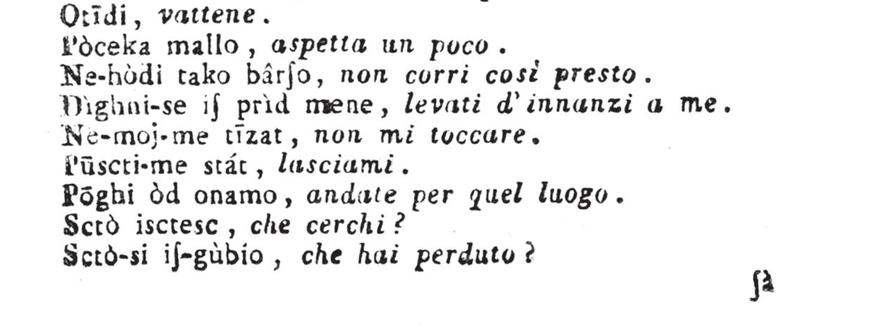 Otīdi, vattene.
Pòceka mallo, aspetta un poco.
Ne-hòdi tako bârſo, non corri così presto.
Dìghni-se iſ prìd mene, levati d'innanzi a me.
Ne-moj-me tīzat, non mi toccare.
Pūscti-me stát, lasciami.
Pōghi òd onamo, andate per quel luogo.
Sctò isctesc, che cerchi?
Sctò-si iſ-gùbio, che hai perduto?
ſà